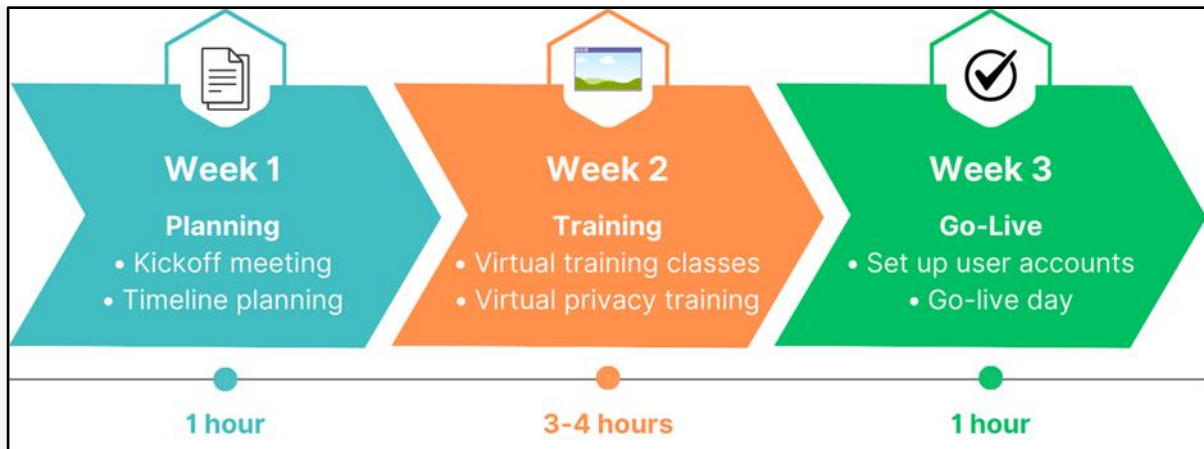 Week 1
Planning
• Kickoff meeting
• Timeline planning
1 hour
Week 2
Training
• Virtual training classes
• Virtual privacy training
3-4 hours
Week 3
Go-Live
• Set up user accounts
• Go-live day
1 hour